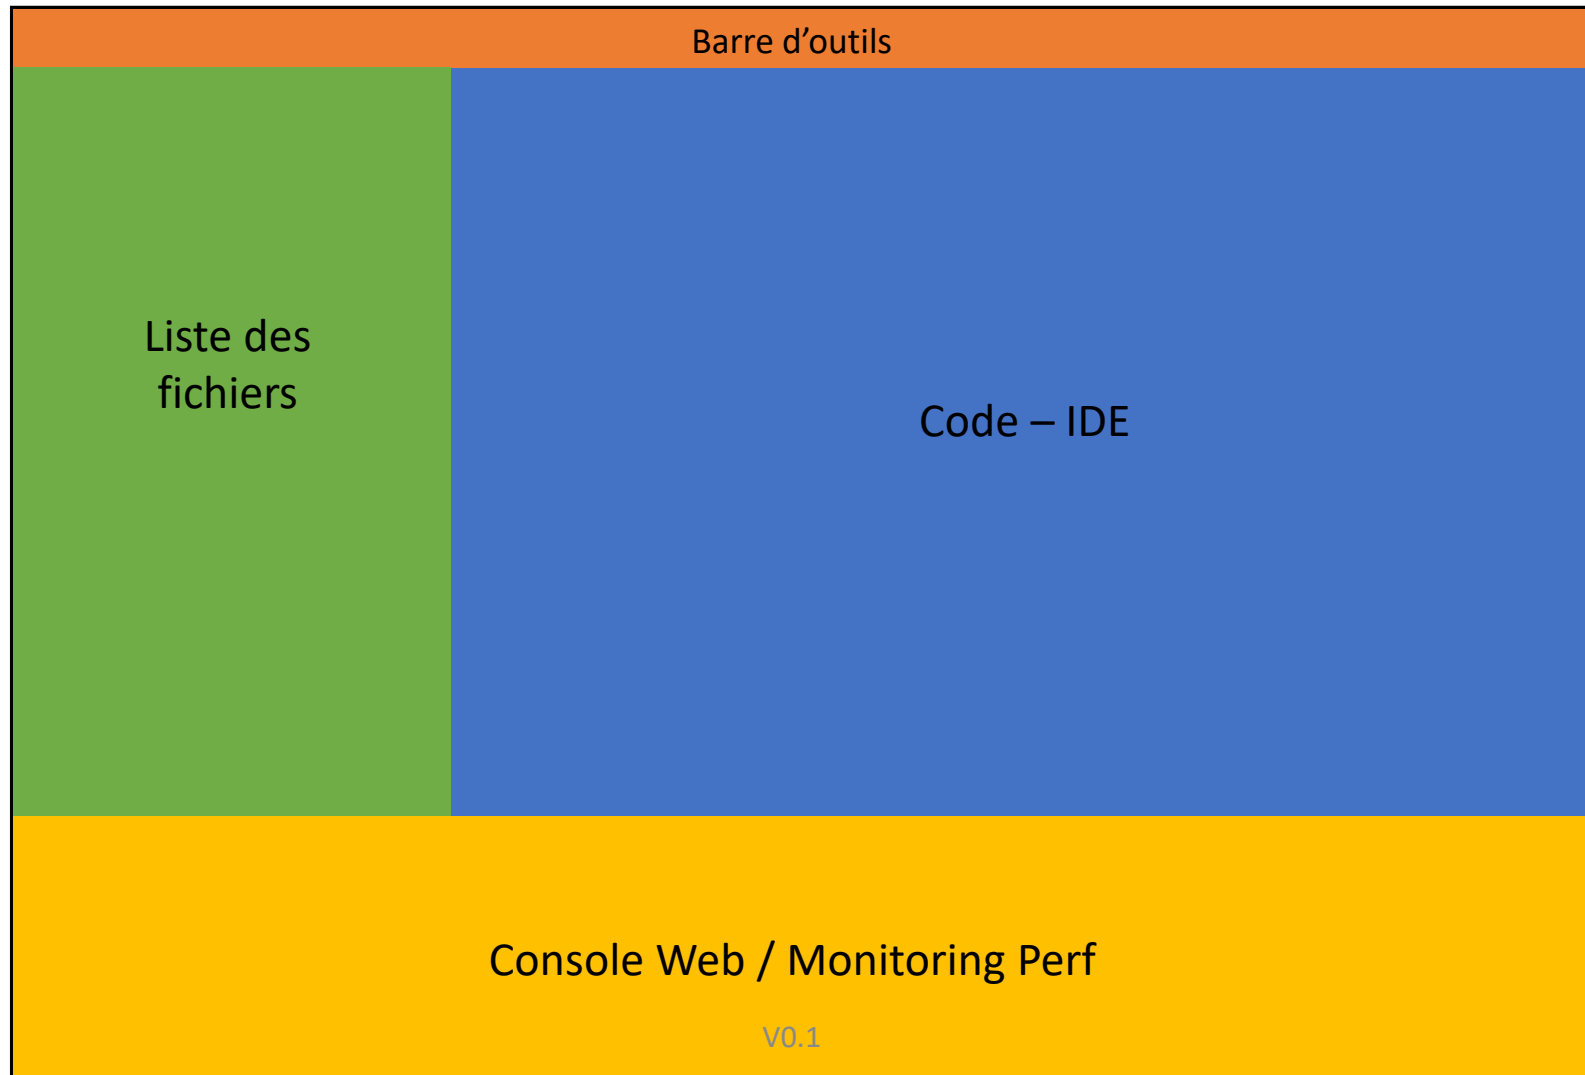 Barre d’outils
Liste des
fichiers
Code – IDE
Console Web / Monitoring Perf
V0.1